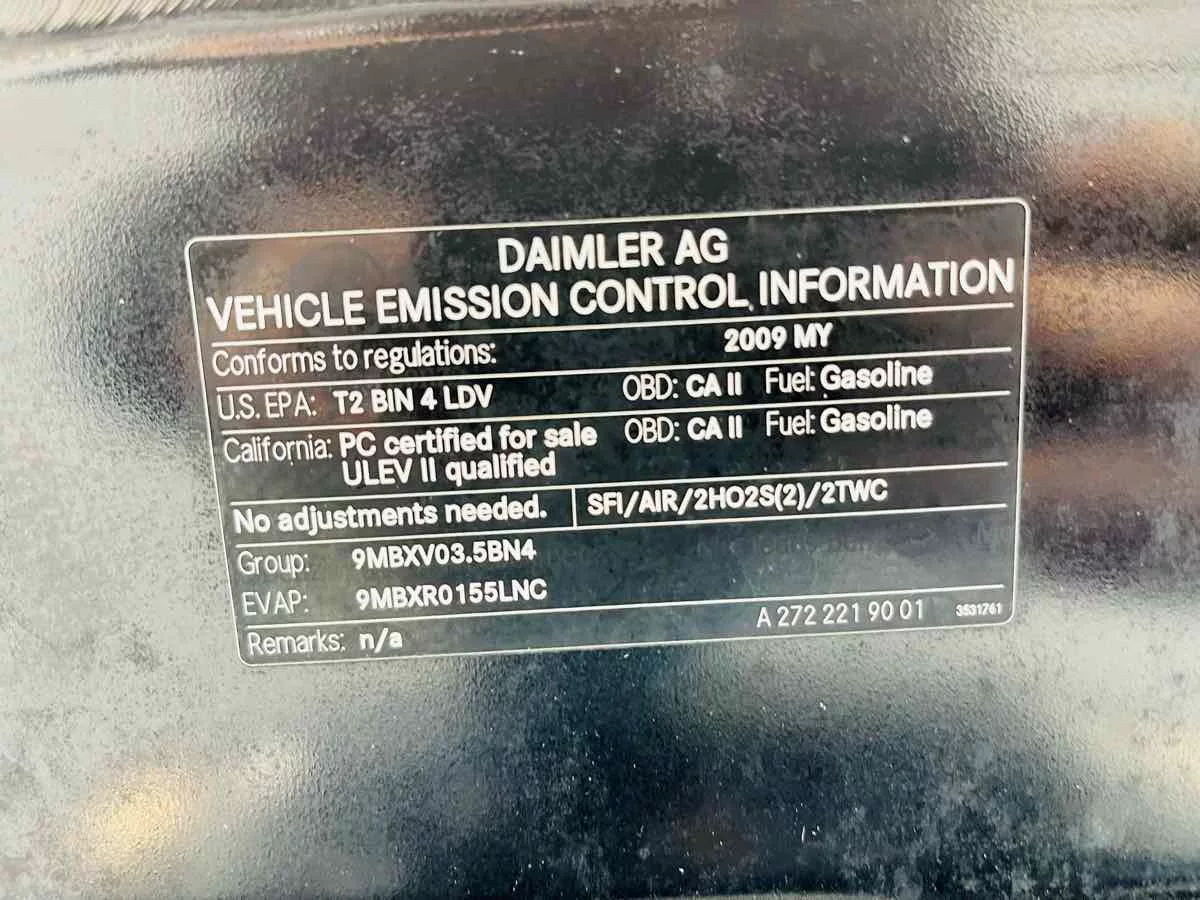 DAIMLER AG
VEHICLE EMISSION CONTROL INFORMATION
Conforms to regulations: 2009 MY
U.S. EPA: T2 BIN 4 LDV OBD: CA II Fuel: Gasoline
California: PC certified for sale OBD: CA II Fuel: Gasoline
ULEV II qualified
No adjustments needed. SFI/AIR/2HO2S(2)/2TWC
Group: 9MBXV03.5BN4
EVAP: 9MBXR0155LNC
Remarks: n/a A 272 221 90 01 3531761